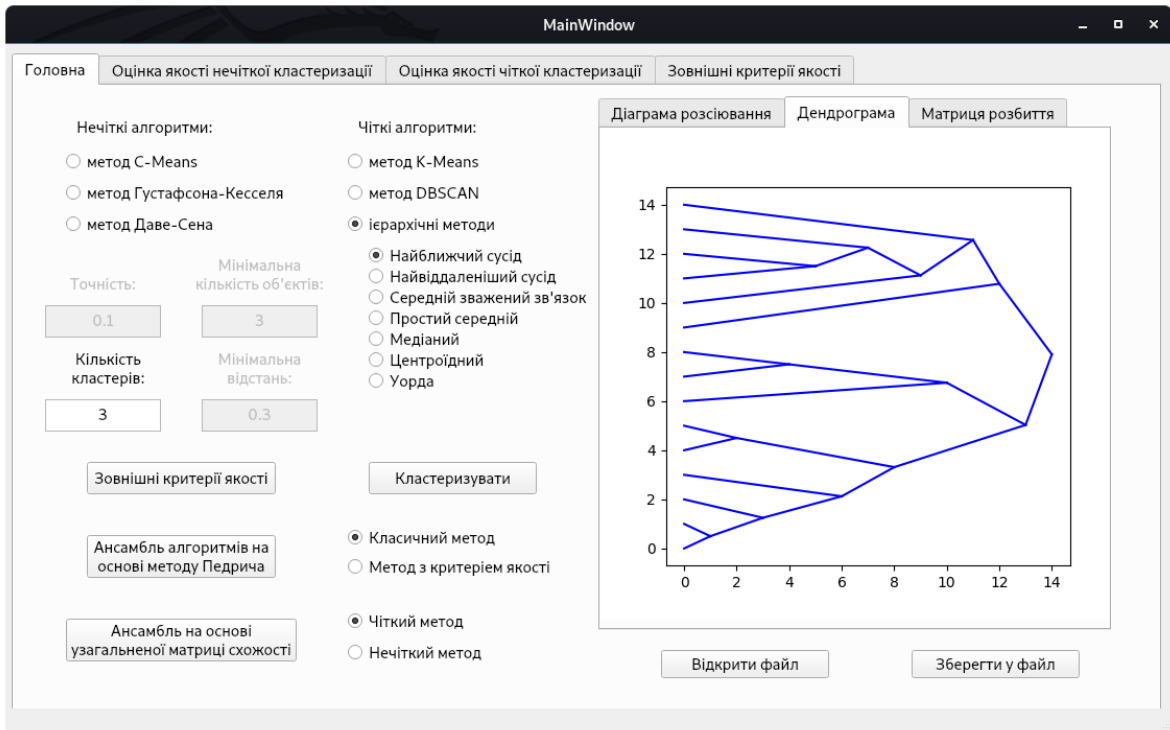 MainWindow
Головна
Оцінка якості нечіткої кластеризації
Оцінка якості чіткої кластеризації
Зовнішні критерії якості
Нечіткі алгоритми:
метод C-Means
метод Густафсона-Кесселя
метод Даве-Сена
Точність:
Мінімальна
кількість об'єктів:
0.1
3
Кількість
кластерів:
Мінімальна
відстань:
3
0.3
Чіткі алгоритми:
метод K-Means
метод DBSCAN
ієрархічні методи
Найближчий сусід
Найвіддаленіший сусід
Середній зважений зв'язок
Простий середній
Медіаний
Центроїдний
Уорда
Зовнішні критерії якості
Кластеризувати
Ансамбль алгоритмів на
основі методу Педрича
Класичний метод
Метод з критеріем якості
Ансамбль на основі
узагальненої матриці схожості
Чіткий метод
Нечіткий метод
Діаграма розсіювання
Дендрограма
Матриця розбиття
14
12
10
8
6
4
2
0
0 2 4 6 8 10 12 14
Відкрити файл
Зберегти у файл